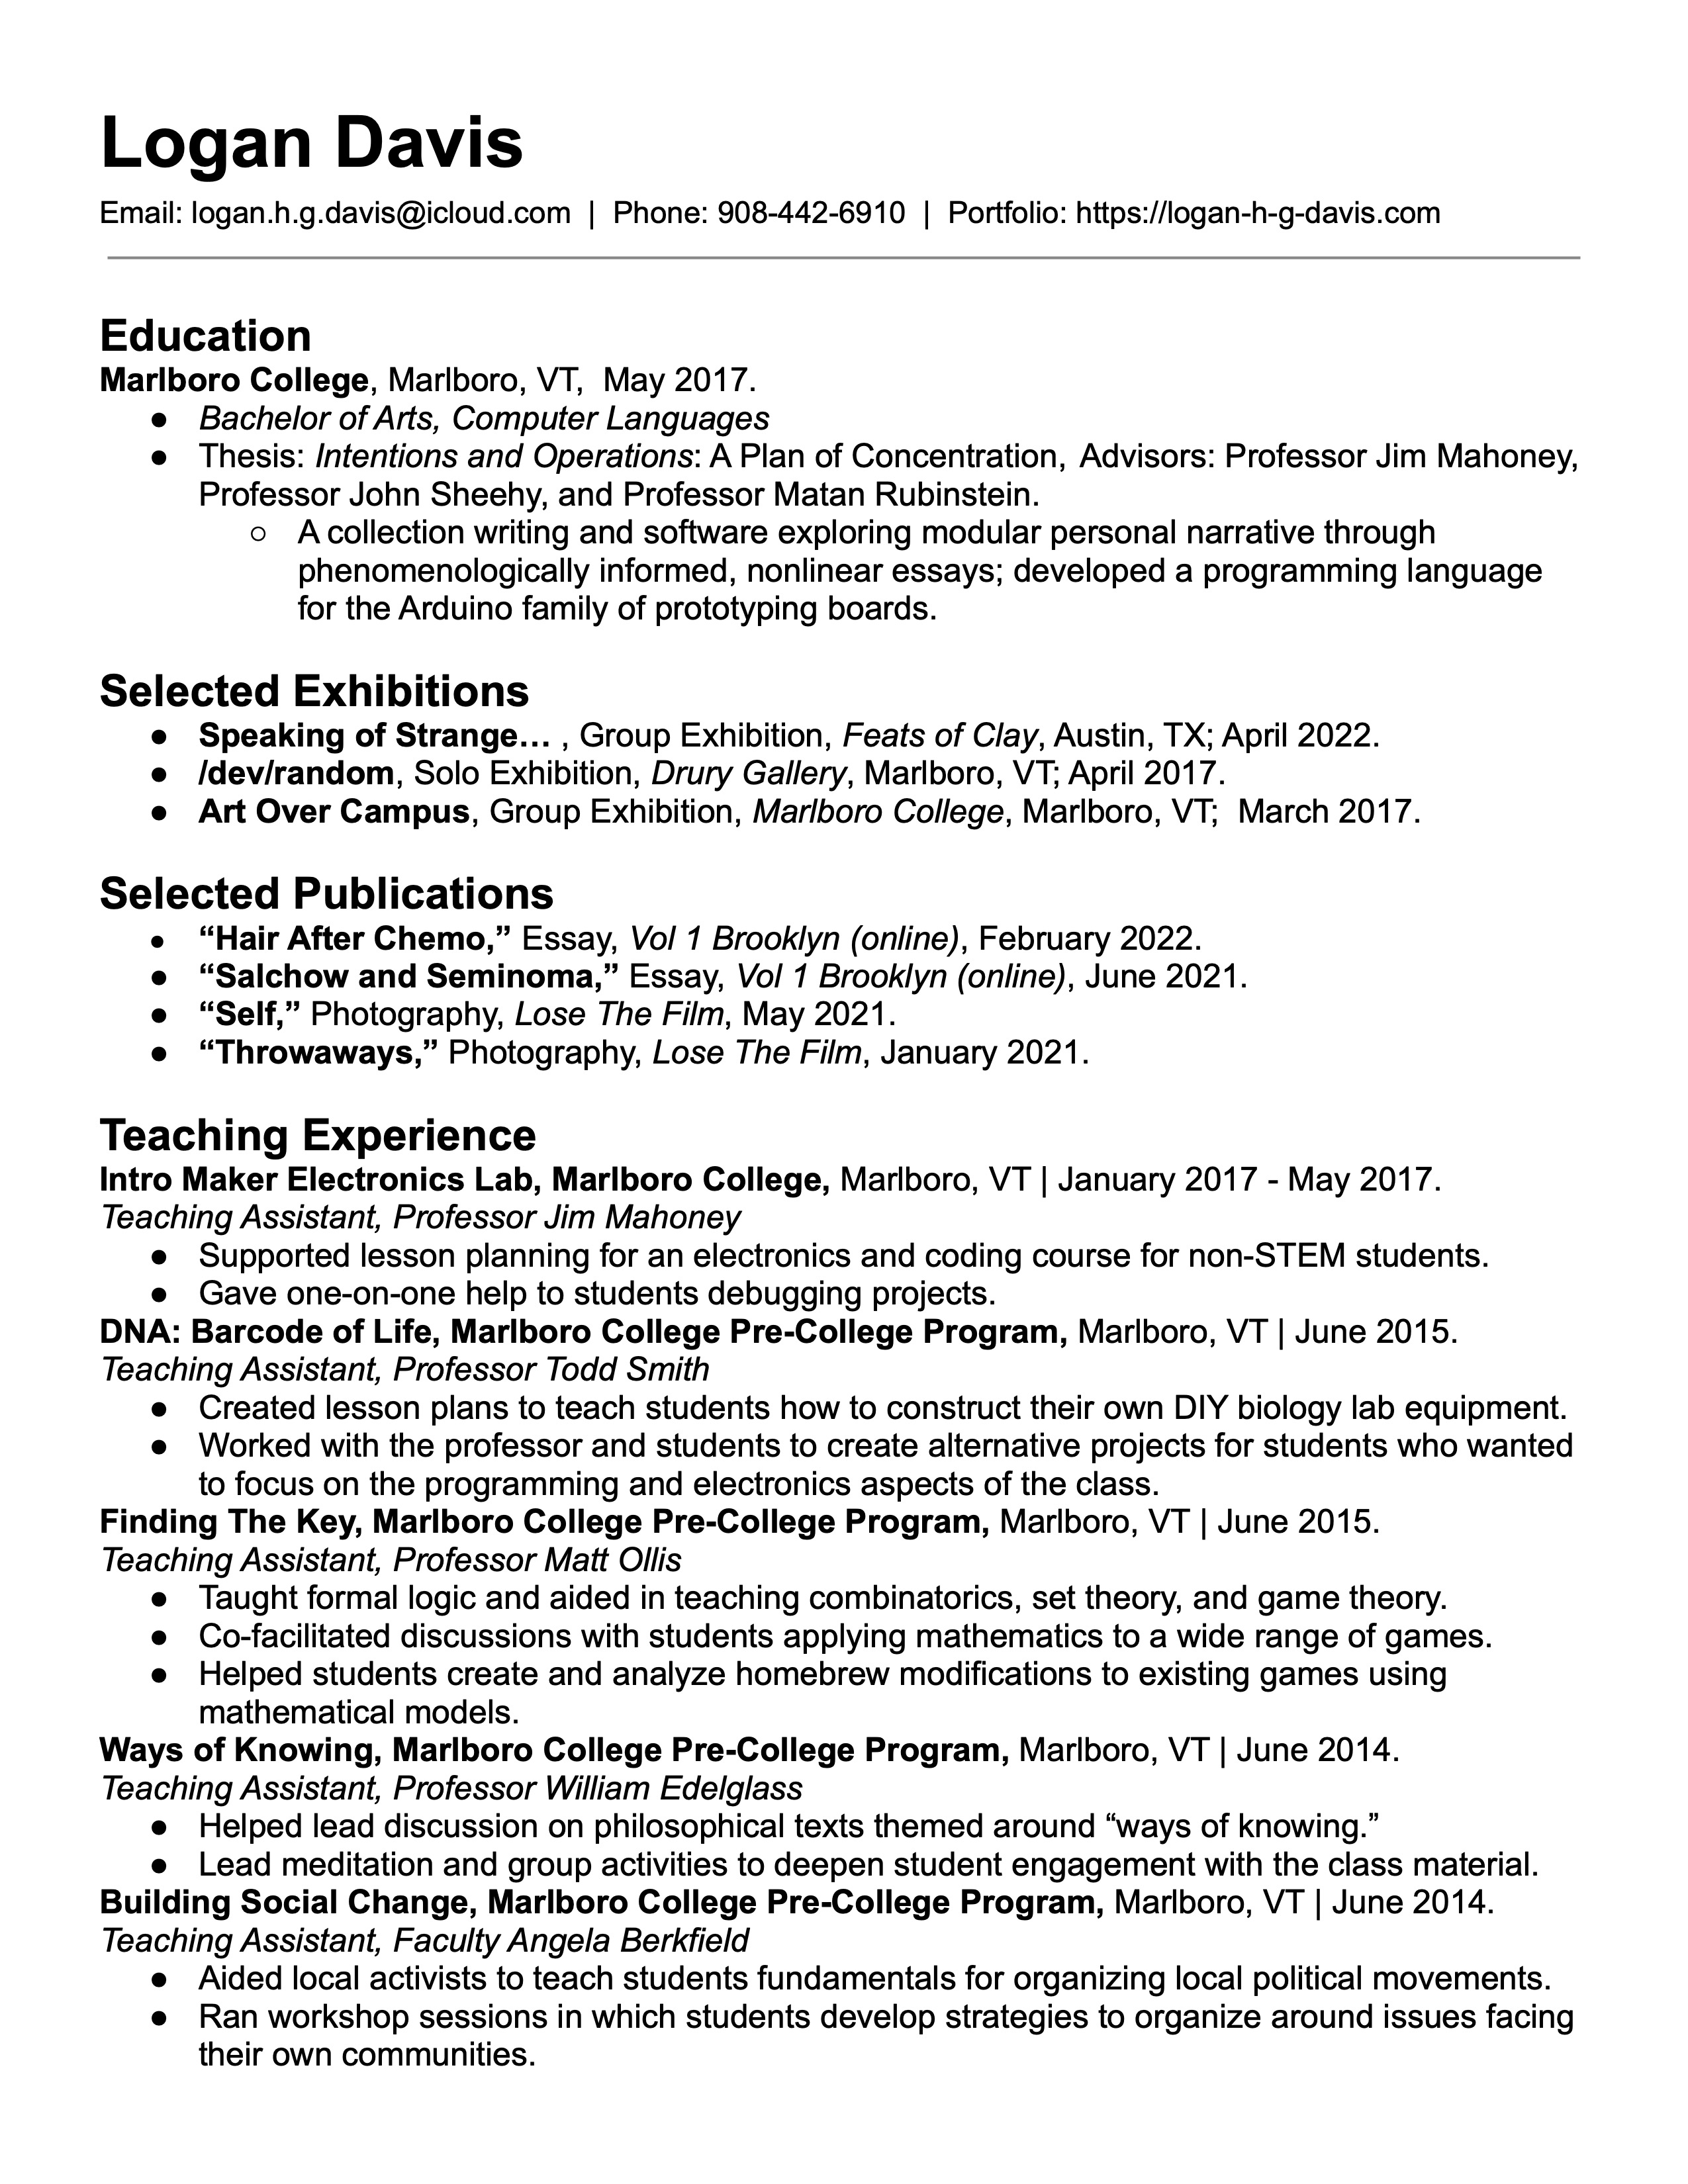 Logan Davis
Email: logan.h.g.davis@icloud.com | Phone: 908-442-6910 | Portfolio: https://logan-h-g-davis.com
Education
Marlboro College, Marlboro, VT, May 2017.
● Bachelor of Arts, Computer Languages
● Thesis: Intentions and Operations: A Plan of Concentration, Advisors: Professor Jim Mahoney,
Professor John Sheehy, and Professor Matan Rubinstein.
○ A collection writing and software exploring modular personal narrative through
phenomenologically informed, nonlinear essays; developed a programming language
for the Arduino family of prototyping boards.
Selected Exhibitions
● Speaking of Strange… , Group Exhibition, Feats of Clay, Austin, TX; April 2022.
● /dev/random, Solo Exhibition, Drury Gallery, Marlboro, VT; April 2017.
● Art Over Campus, Group Exhibition, Marlboro College, Marlboro, VT; March 2017.
Selected Publications
● “Hair After Chemo,” Essay, Vol 1 Brooklyn (online), February 2022.
● “Salchow and Seminoma,” Essay, Vol 1 Brooklyn (online), June 2021.
● “Self,” Photography, Lose The Film, May 2021.
● “Throwaways,” Photography, Lose The Film, January 2021.
Teaching Experience
Intro Maker Electronics Lab, Marlboro College, Marlboro, VT | January 2017 - May 2017.
Teaching Assistant, Professor Jim Mahoney
● Supported lesson planning for an electronics and coding course for non-STEM students.
● Gave one-on-one help to students debugging projects.
DNA: Barcode of Life, Marlboro College Pre-College Program, Marlboro, VT | June 2015.
Teaching Assistant, Professor Todd Smith
● Created lesson plans to teach students how to construct their own DIY biology lab equipment.
● Worked with the professor and students to create alternative projects for students who wanted
to focus on the programming and electronics aspects of the class.
Finding The Key, Marlboro College Pre-College Program, Marlboro, VT | June 2015.
Teaching Assistant, Professor Matt Ollis
● Taught formal logic and aided in teaching combinatorics, set theory, and game theory.
● Co-facilitated discussions with students applying mathematics to a wide range of games.
● Helped students create and analyze homebrew modifications to existing games using
mathematical models.
Ways of Knowing, Marlboro College Pre-College Program, Marlboro, VT | June 2014.
Teaching Assistant, Professor William Edelglass
● Helped lead discussion on philosophical texts themed around “ways of knowing.”
● Lead meditation and group activities to deepen student engagement with the class material.
Building Social Change, Marlboro College Pre-College Program, Marlboro, VT | June 2014.
Teaching Assistant, Faculty Angela Berkfield
● Aided local activists to teach students fundamentals for organizing local political movements.
● Ran workshop sessions in which students develop strategies to organize around issues facing
their own communities.